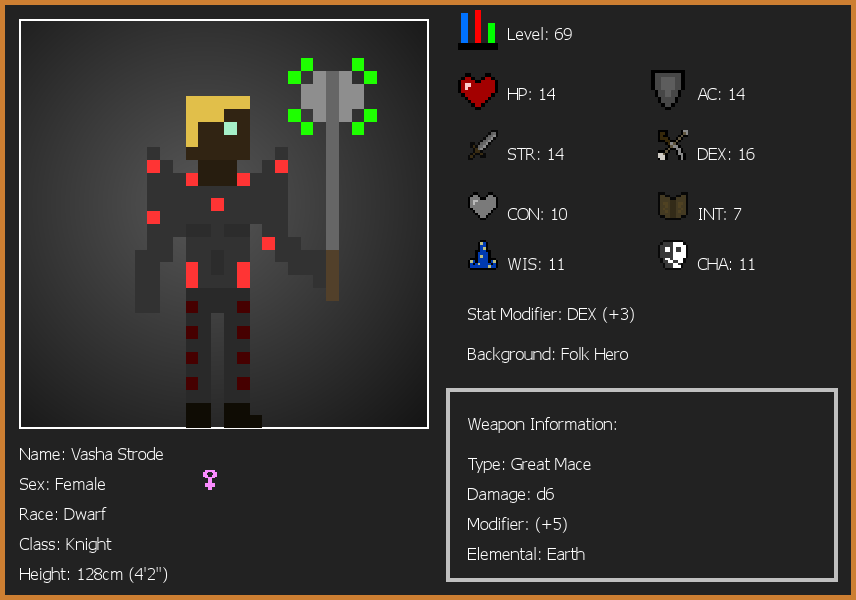 Level: 69
HP: 14
AC: 14
STR: 14
DEX: 16
CON: 10
INT: 7
WIS: 11
CHA: 11
Stat Modifier: DEX (+3)
Background: Folk Hero
Weapon Information:
Type: Great Mace
Damage: d6
Modifier: (+5)
Elemental: Earth
Name: Vasha Strode
Sex: Female
Race: Dwarf
Class: Knight
Height: 128cm (4'2")